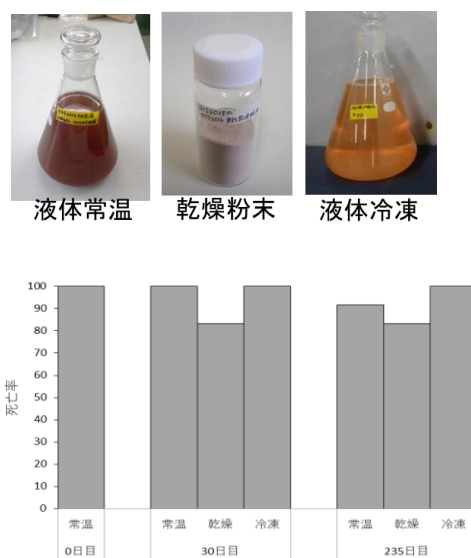 液体常温
乾燥粉末
液体冷凍
死亡率
100
90
80
70
60
50
40
30
20
10
0
常温
常温 乾燥 冷凍
常温 乾燥 冷凍
0日目
30日目
235日目